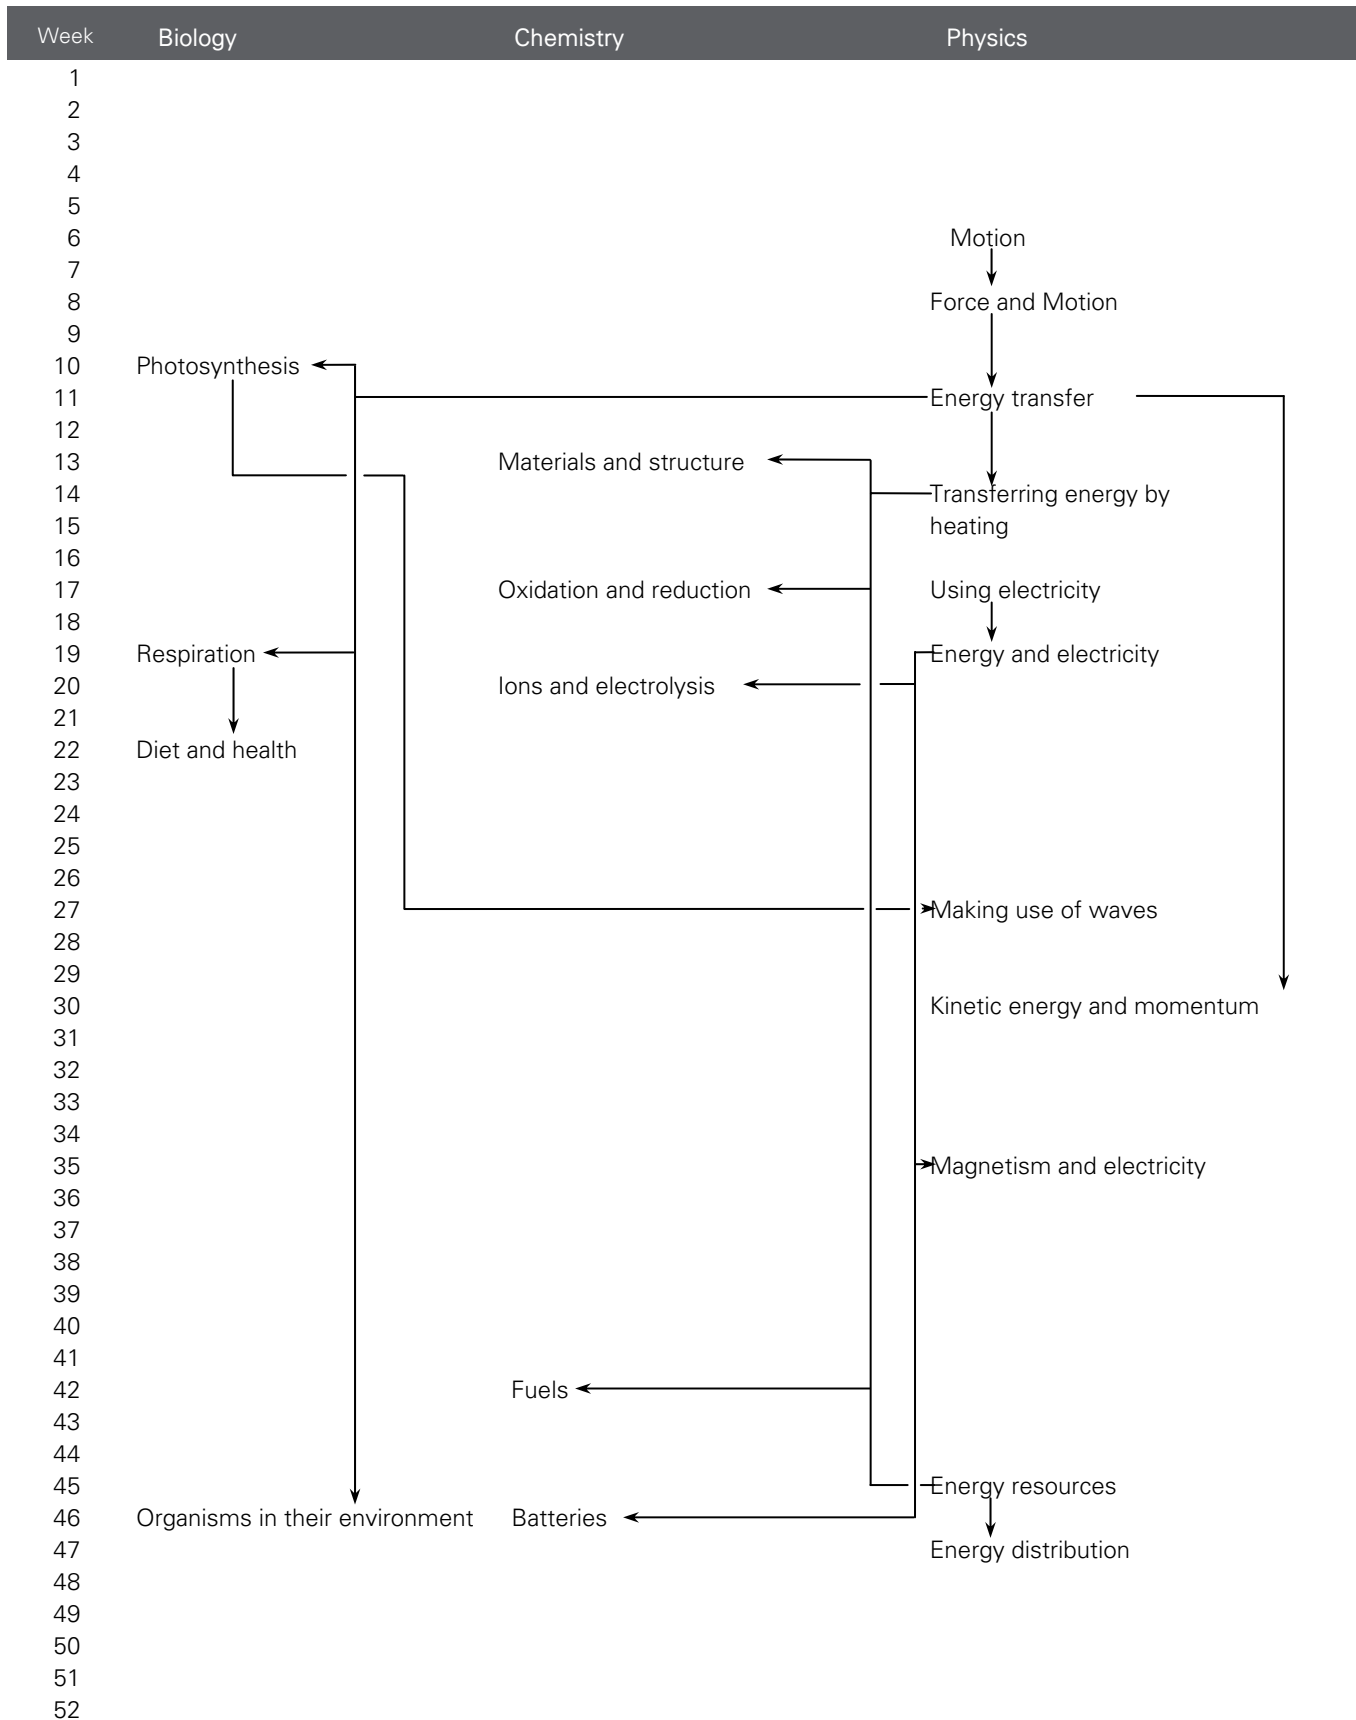 Week Biology Chemistry Physics
1
2
3
4
5
6 Motion
7
8 Force and Motion
9
10 Photosynthesis
11 Energy transfer
12
13 Materials and structure
14 Transferring energy by
15 heating
16
17 Oxidation and reduction Using electricity
18
19 Respiration Energy and electricity
20 Ions and electrolysis
21
22 Diet and health
23
24
25
26
27 Making use of waves
28
29
30 Kinetic energy and momentum
31
32
33
34
35 Magnetism and electricity
36
37
38
39
40
41
42 Fuels
43
44
45 Energy resources
46 Organisms in their environment Batteries
47 Energy distribution
48
49
50
51
52